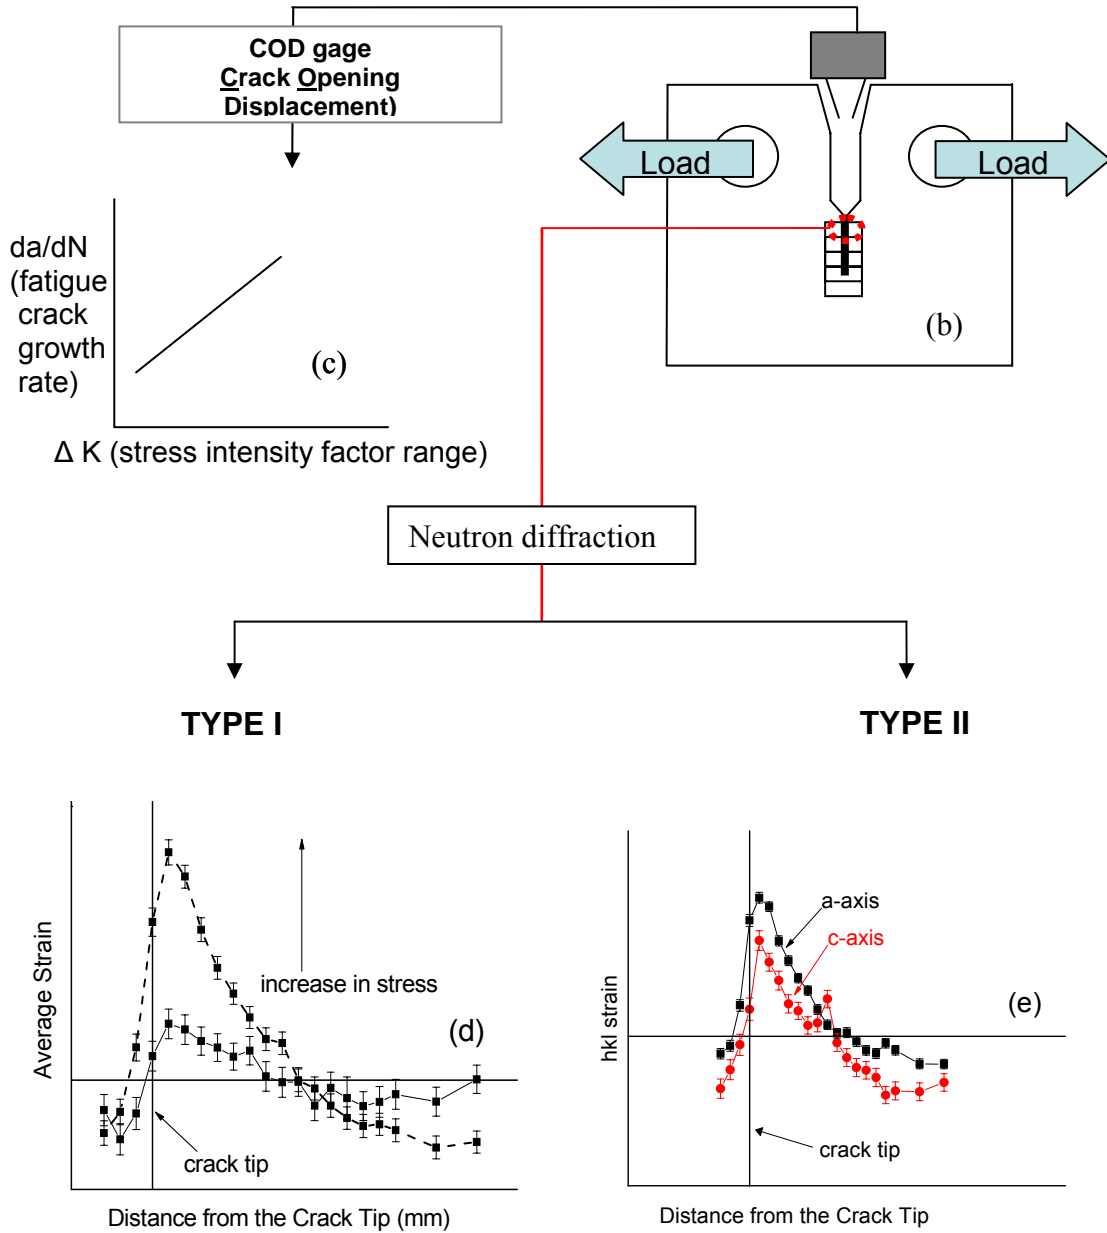 COD gage
Crack Opening
Displacement)
Load
Load
(b)
da/dN
(fatigue
crack
growth
rate)
(c)
Δ K (stress intensity factor range)
Neutron diffraction
TYPE I
TYPE II
Average Strain
increase in stress
(d)
crack tip
Distance from the Crack Tip (mm)
hkl strain
a-axis
c-axis
(e)
crack tip
Distance from the Crack Tip